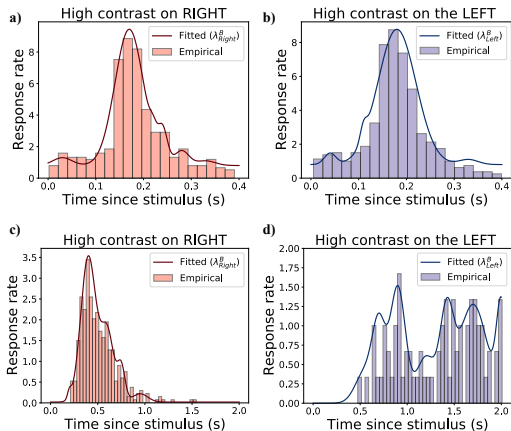 a) High contrast on RIGHT
Response rate
8
6
4
2
0
Fitted (λ^B_Right)
Empirical
0.0 0.1 0.2 0.3 0.4
Time since stimulus (s)
b) High contrast on the LEFT
Response rate
8
6
4
2
0
Fitted (λ^B_Left)
Empirical
0.0 0.1 0.2 0.3 0.4
Time since stimulus (s)
c) High contrast on RIGHT
Response rate
3.5
3.0
2.5
2.0
1.5
1.0
0.5
0.0
Fitted (λ^B_Right)
Empirical
0.0 0.5 1.0 1.5 2.0
Time since stimulus (s)
d) High contrast on the LEFT
Response rate
2.00
1.75
1.50
1.25
1.00
0.75
0.50
0.25
0.00
Fitted (λ^B_Left)
Empirical
0.0 0.5 1.0 1.5 2.0
Time since stimulus (s)